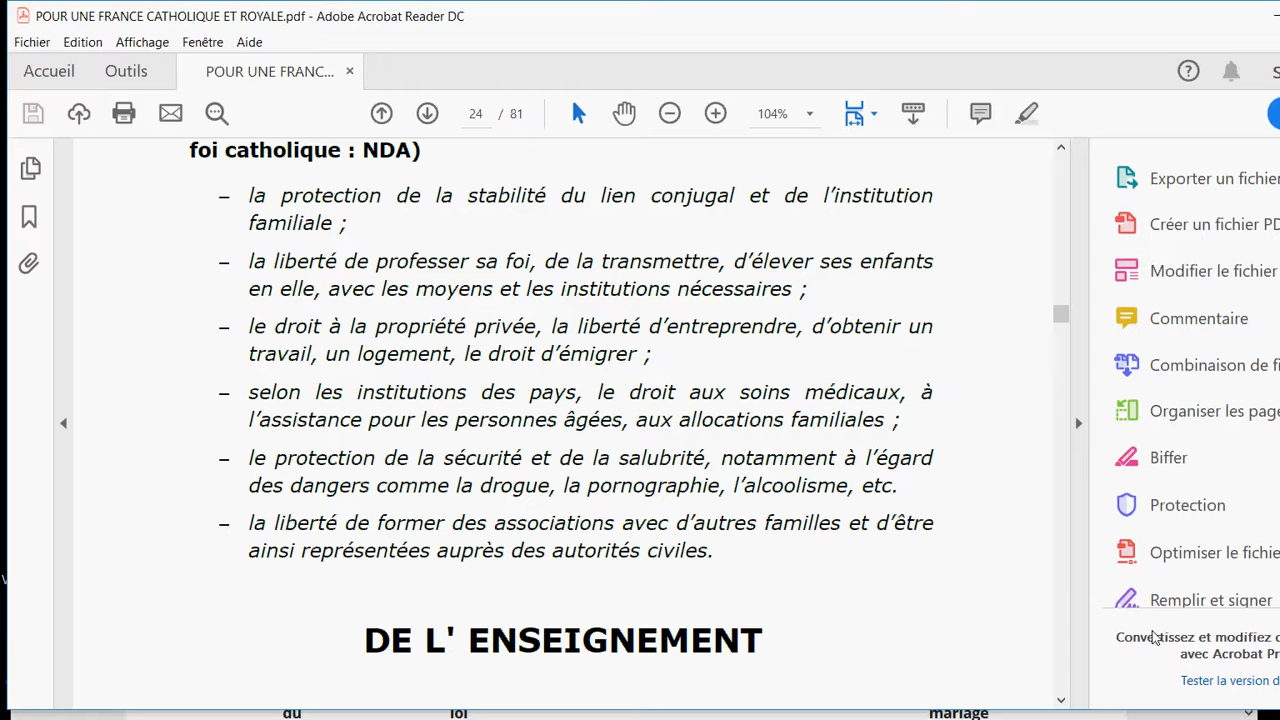 POUR UNE FRANCE CATHOLIQUE ET ROYALE.pdf - Adobe Acrobat Reader DC
Fichier Edition Affichage Fenêtre Aide
Accueil Outils POUR UNE FRANC... ×
24 / 81 104%
foi catholique : NDA)
– la protection de la stabilité du lien conjugal et de l’institution
familiale ;
– la liberté de professer sa foi, de la transmettre, d’élever ses enfants
en elle, avec les moyens et les institutions nécessaires ;
– le droit à la propriété privée, la liberté d’entreprendre, d’obtenir un
travail, un logement, le droit d’émigrer ;
– selon les institutions des pays, le droit aux soins médicaux, à
l’assistance pour les personnes âgées, aux allocations familiales ;
– le protection de la sécurité et de la salubrité, notamment à l’égard
des dangers comme la drogue, la pornographie, l’alcoolisme, etc.
– la liberté de former des associations avec d’autres familles et d’être
ainsi représentées auprès des autorités civiles.
DE L' ENSEIGNEMENT
Exporter un fichier
Créer un fichier PD
Modifier le fichier
Commentaire
Combinaison de fi
Organiser les page
Biffer
Protection
Optimiser le fichie
Remplir et signer
Convertissez et modifiez d
avec Acrobat Pr
Tester la version d
du loi mariage